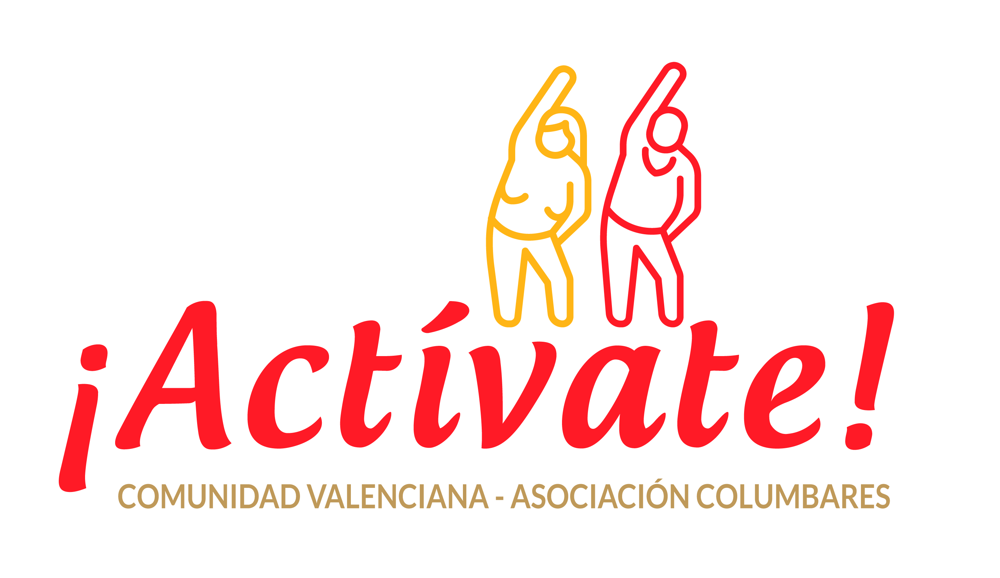 ¡Actívate!
COMUNIDAD VALENCIANA - ASOCIACIÓN COLUMBARES